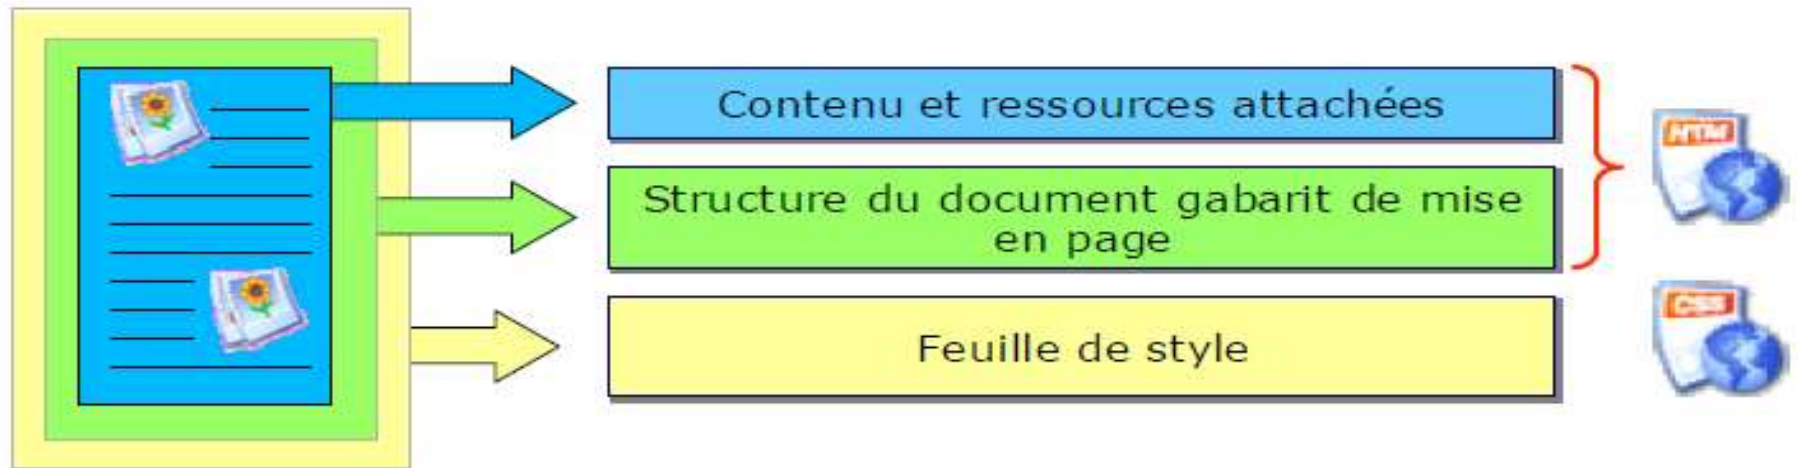 Contenu et ressources attachées
HTM
Structure du document gabarit de mise
en page
CSS
Feuille de style